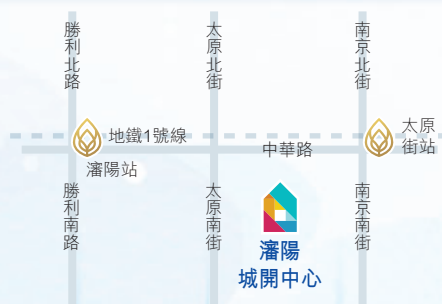 勝利北路
太原北街
南京北街
地鐵1號線
太原
街站
中華路
瀋陽站
勝利南路
太原南街
南京南街
瀋陽
城開中心